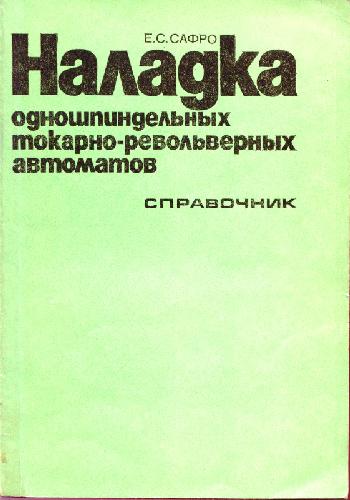 Е.С.САФРО
Наладка
одношпиндельных
токарно-револьверных
автоматов
СПРАВОЧНИК